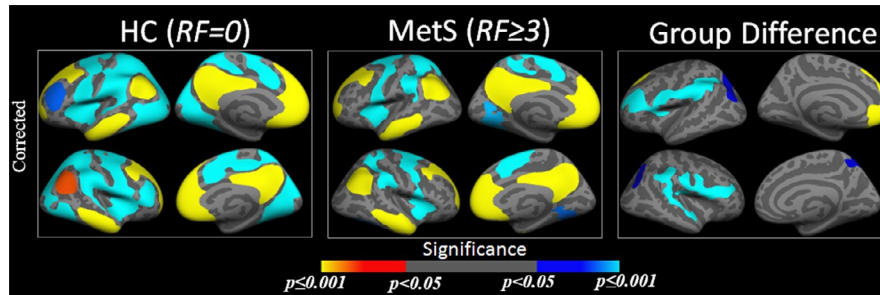 HC (RF=0)
MetS (RF≥3)
Group Difference
Corrected
Significance
p≤0.001 p<0.05 p<0.05 p≤0.001